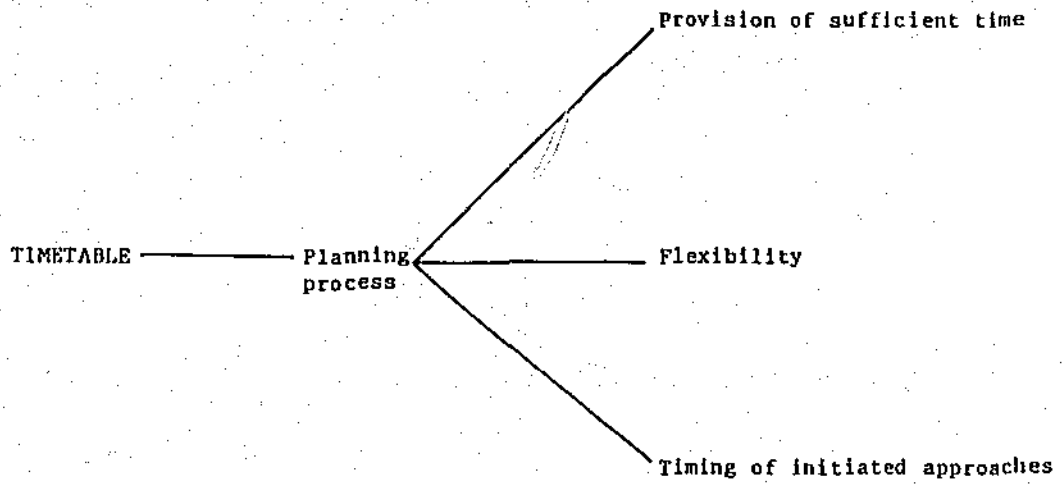 Provision of sufficient time
TIMETABLE
Planning
process
Flexibility
Timing of initiated approaches